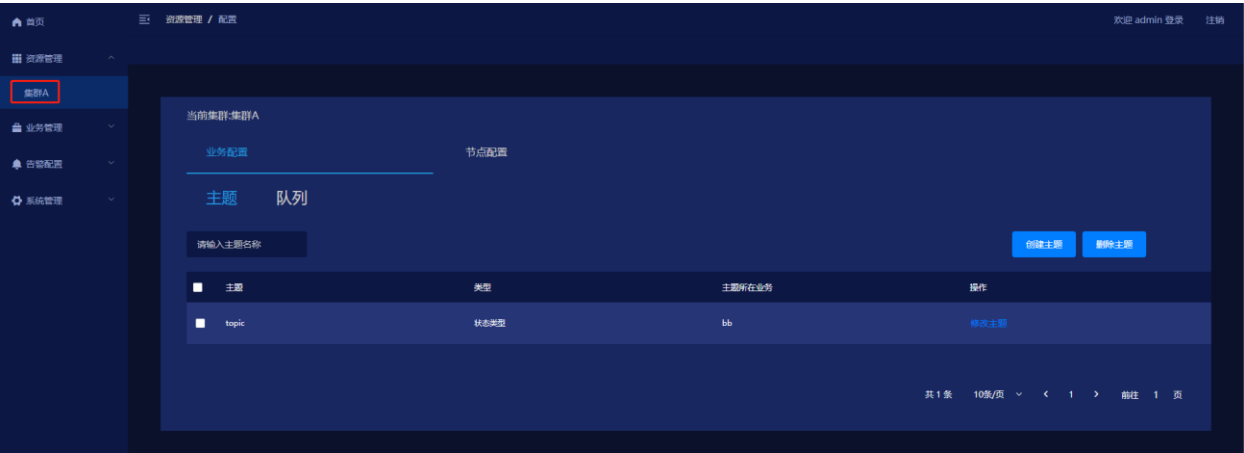 首页
资源管理 / 配置
欢迎 admin 登录 注销
资源管理
集群A
业务管理
告警配置
系统管理
当前集群:集群A
业务配置 节点配置
主题 队列
请输入主题名称 创建主题 删除主题
主题 类型 主题所在业务 操作
topic 状态类型 bb 修改主题
共 1 条 10条/页 1 前往 1 页